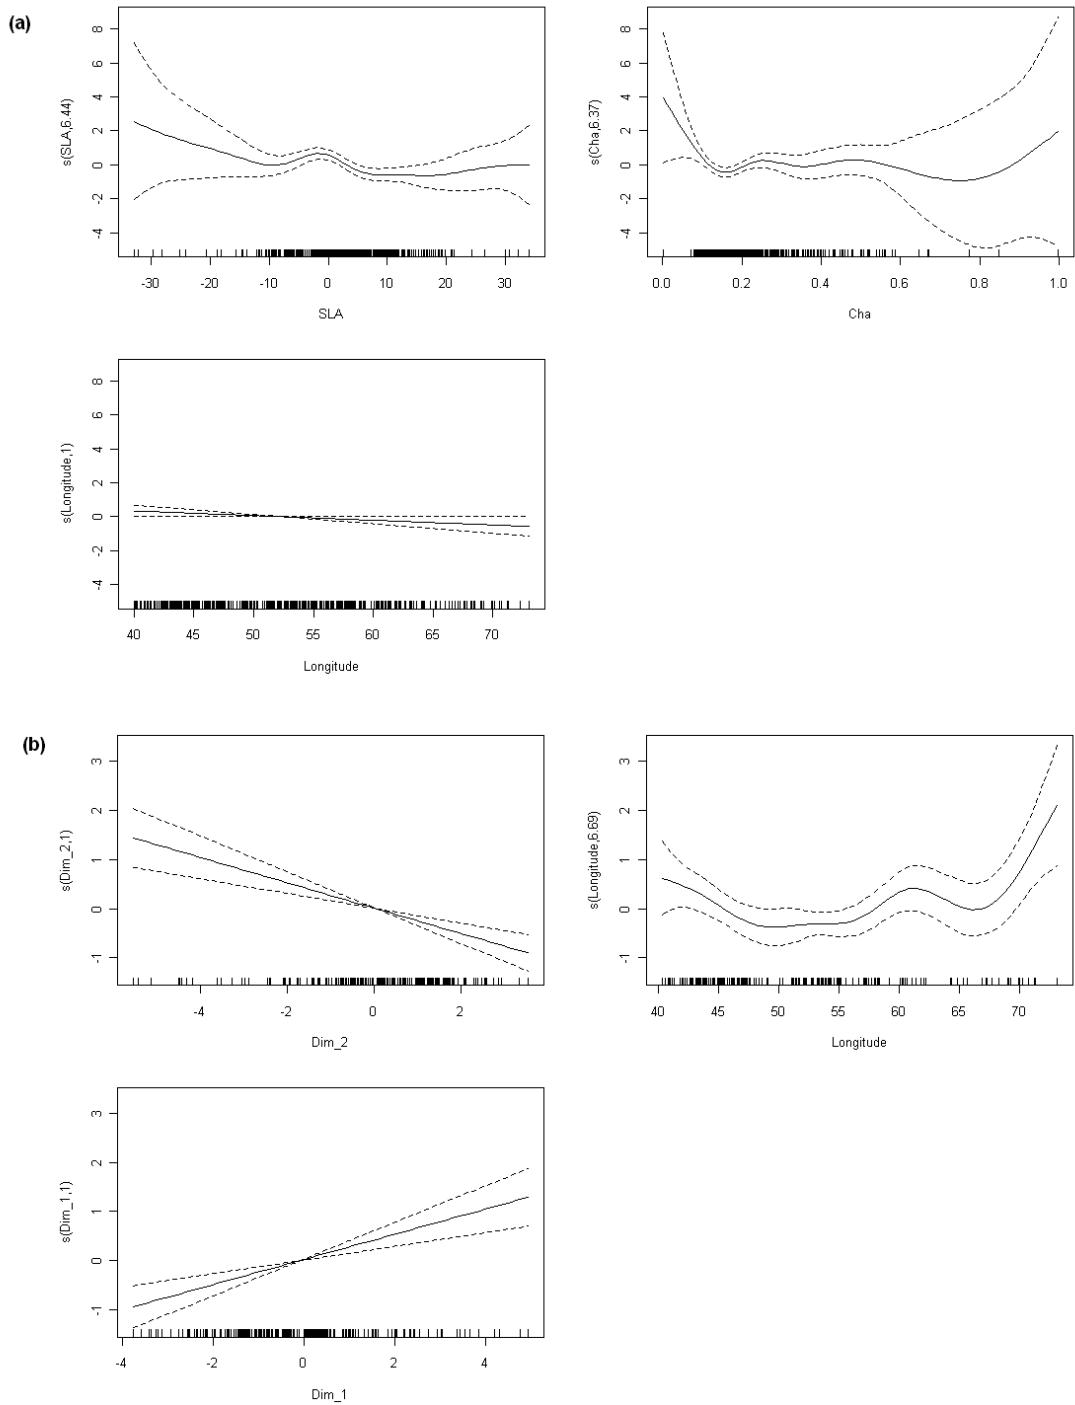 (a)
8
6
4
2
0
-2
-4
s(SLA,6.44)
-30 -20 -10 0 10 20 30
SLA
8
6
4
2
0
-2
-4
s(Cha,6.37)
0.0 0.2 0.4 0.6 0.8 1.0
Cha
8
6
4
2
0
-2
-4
s(Longitude,1)
40 45 50 55 60 65 70
Longitude
(b)
3
2
1
0
-1
s(Dim_2,1)
-4 -2 0 2
Dim_2
3
2
1
0
-1
s(Longitude,6.69)
40 45 50 55 60 65 70
Longitude
3
2
1
0
-1
s(Dim_1,1)
-4 -2 0 2 4
Dim_1